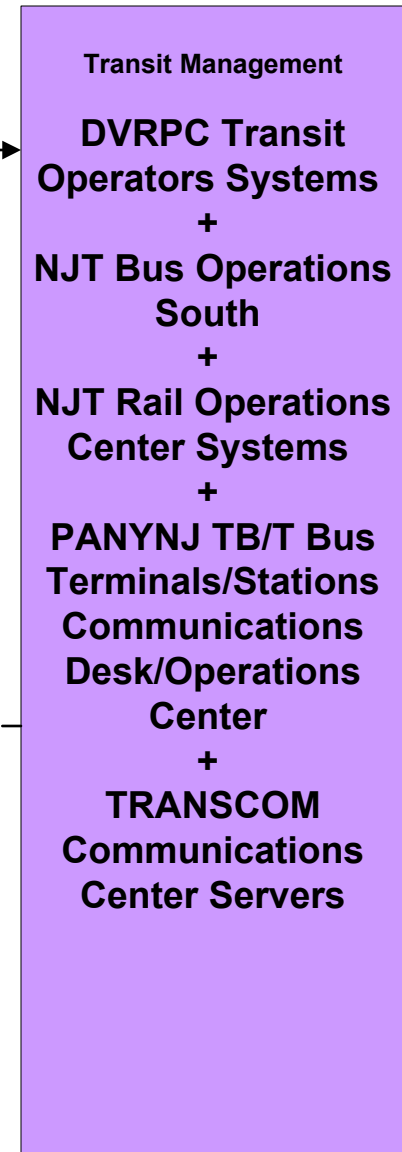 Transit Management
DVRPC Transit
Operators Systems
+
NJT Bus Operations
South
+
NJT Rail Operations
Center Systems
+
PANYNJ TB/T Bus
Terminals/Stations
Communications
Desk/Operations
Center
+
TRANSCOM
Communications
Center Servers